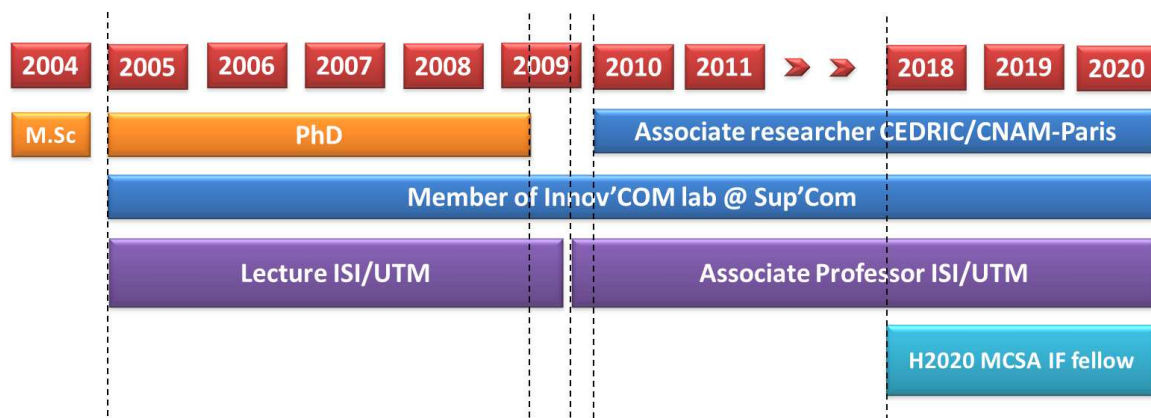 2004 2005 2006 2007 2008 2009 2010 2011 2018 2019 2020
M.Sc PhD Associate researcher CEDRIC/CNAM-Paris
Member of Innov'COM lab @ Sup'Com
Lecture ISI/UTM Associate Professor ISI/UTM
H2020 MCSA IF fellow